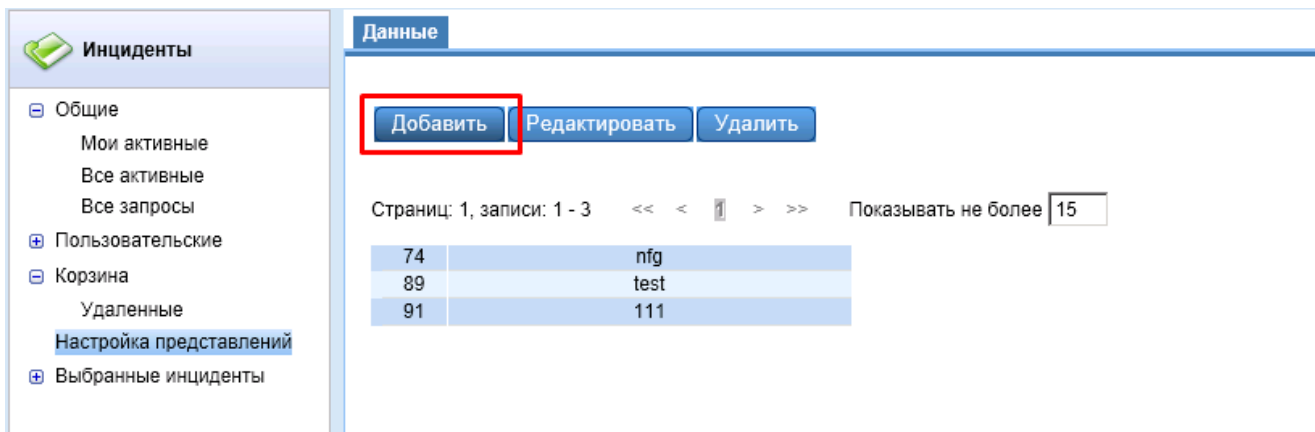 Инциденты
Общие
Мои активные
Все активные
Все запросы
Пользовательские
Корзина
Удаленные
Настройка представлений
Выбранные инциденты
Данные
Добавить Редактировать Удалить
Страниц: 1, записи: 1 - 3 << < 1 > >> Показывать не более 15
74 nfg
89 test
91 111